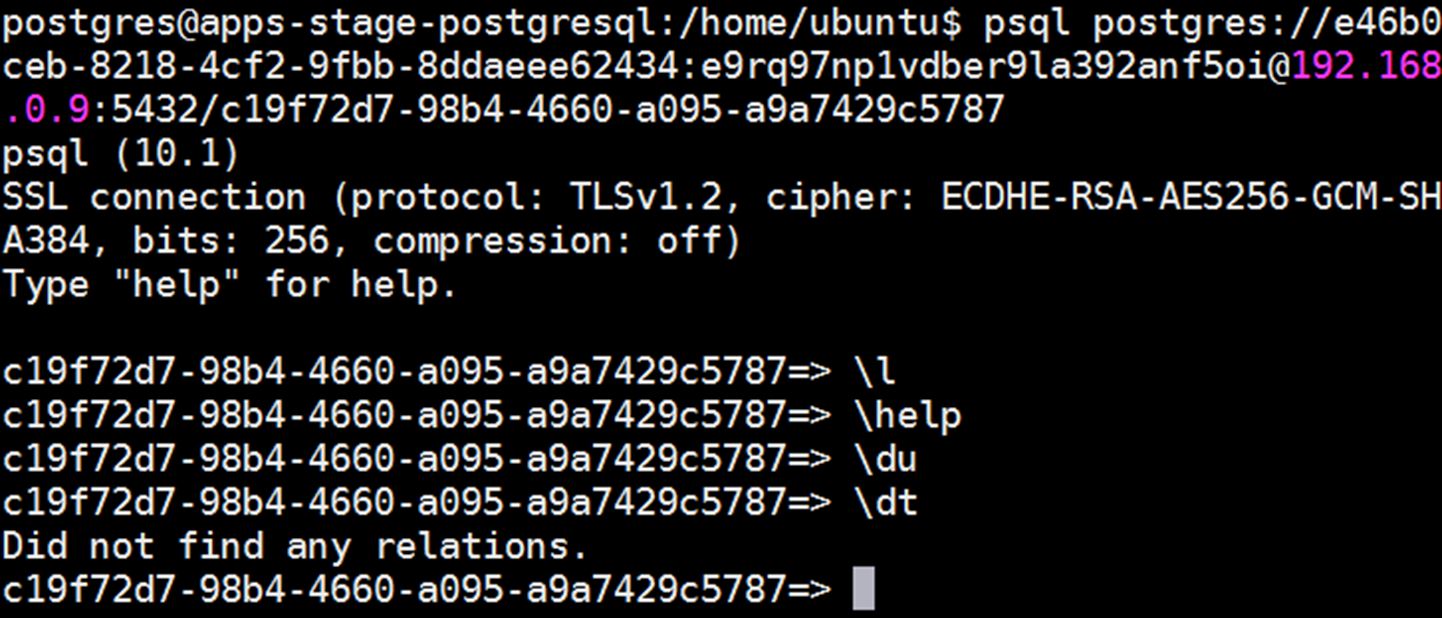 postgres@apps-stage-postgresql:/home/ubuntu$ psql postgres://e46b0
ceb-8218-4cf2-9fbb-8ddaeee62434:e9rq97np1vdber9la392anf5oi@192.168
.0.9:5432/c19f72d7-98b4-4660-a095-a9a7429c5787
psql (10.1)
SSL connection (protocol: TLSv1.2, cipher: ECDHE-RSA-AES256-GCM-SH
A384, bits: 256, compression: off)
Type "help" for help.

c19f72d7-98b4-4660-a095-a9a7429c5787=> \l
c19f72d7-98b4-4660-a095-a9a7429c5787=> \help
c19f72d7-98b4-4660-a095-a9a7429c5787=> \du
c19f72d7-98b4-4660-a095-a9a7429c5787=> \dt
Did not find any relations.
c19f72d7-98b4-4660-a095-a9a7429c5787=>